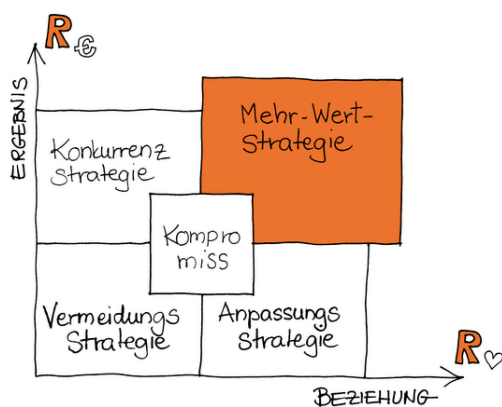 R€
ERGEBNIS
Mehr-Wert-
Strategie
Konkurrenz
strategie
Kompro
miss
Vermeidungs
Strategie
Anpassungs
Strategie
R♡
BEZIEHUNG